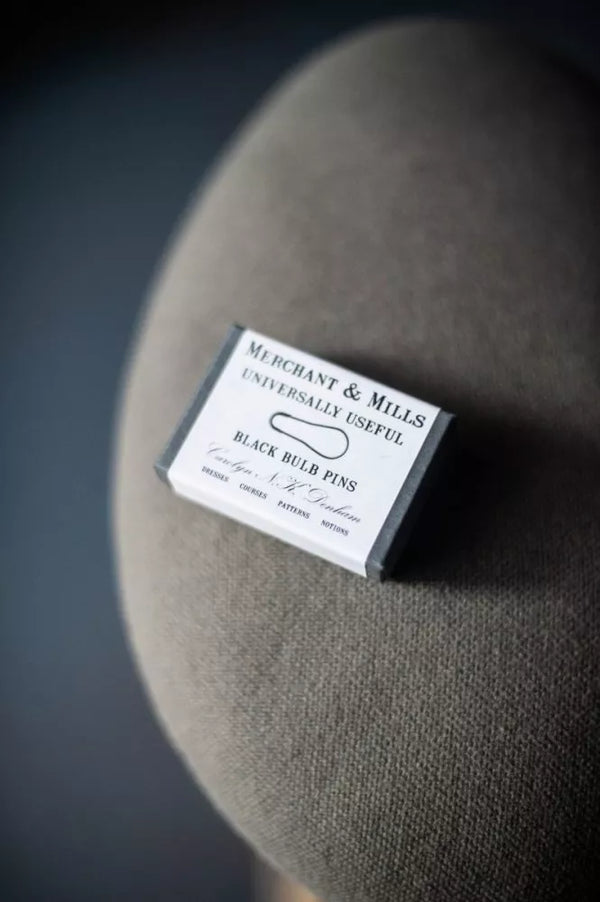 MERCHANT & MILLS
UNIVERSALLY USEFUL
BLACK BULB PINS
Carolyn N. K. Denham
DRESSES COURSES PATTERNS NOTIONS